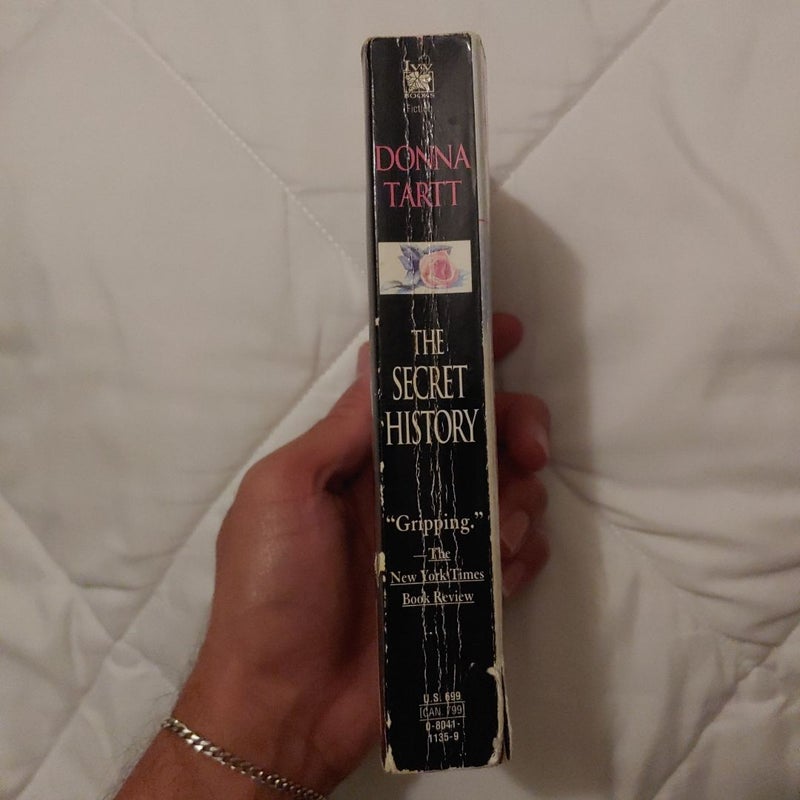 Ivy
BOOKS
Fiction
DONNA
TARTT
THE
SECRET
HISTORY
“Gripping.”
—The
New York Times
Book Review
U.S. 699
CAN. 799
0-8041-
1135-9